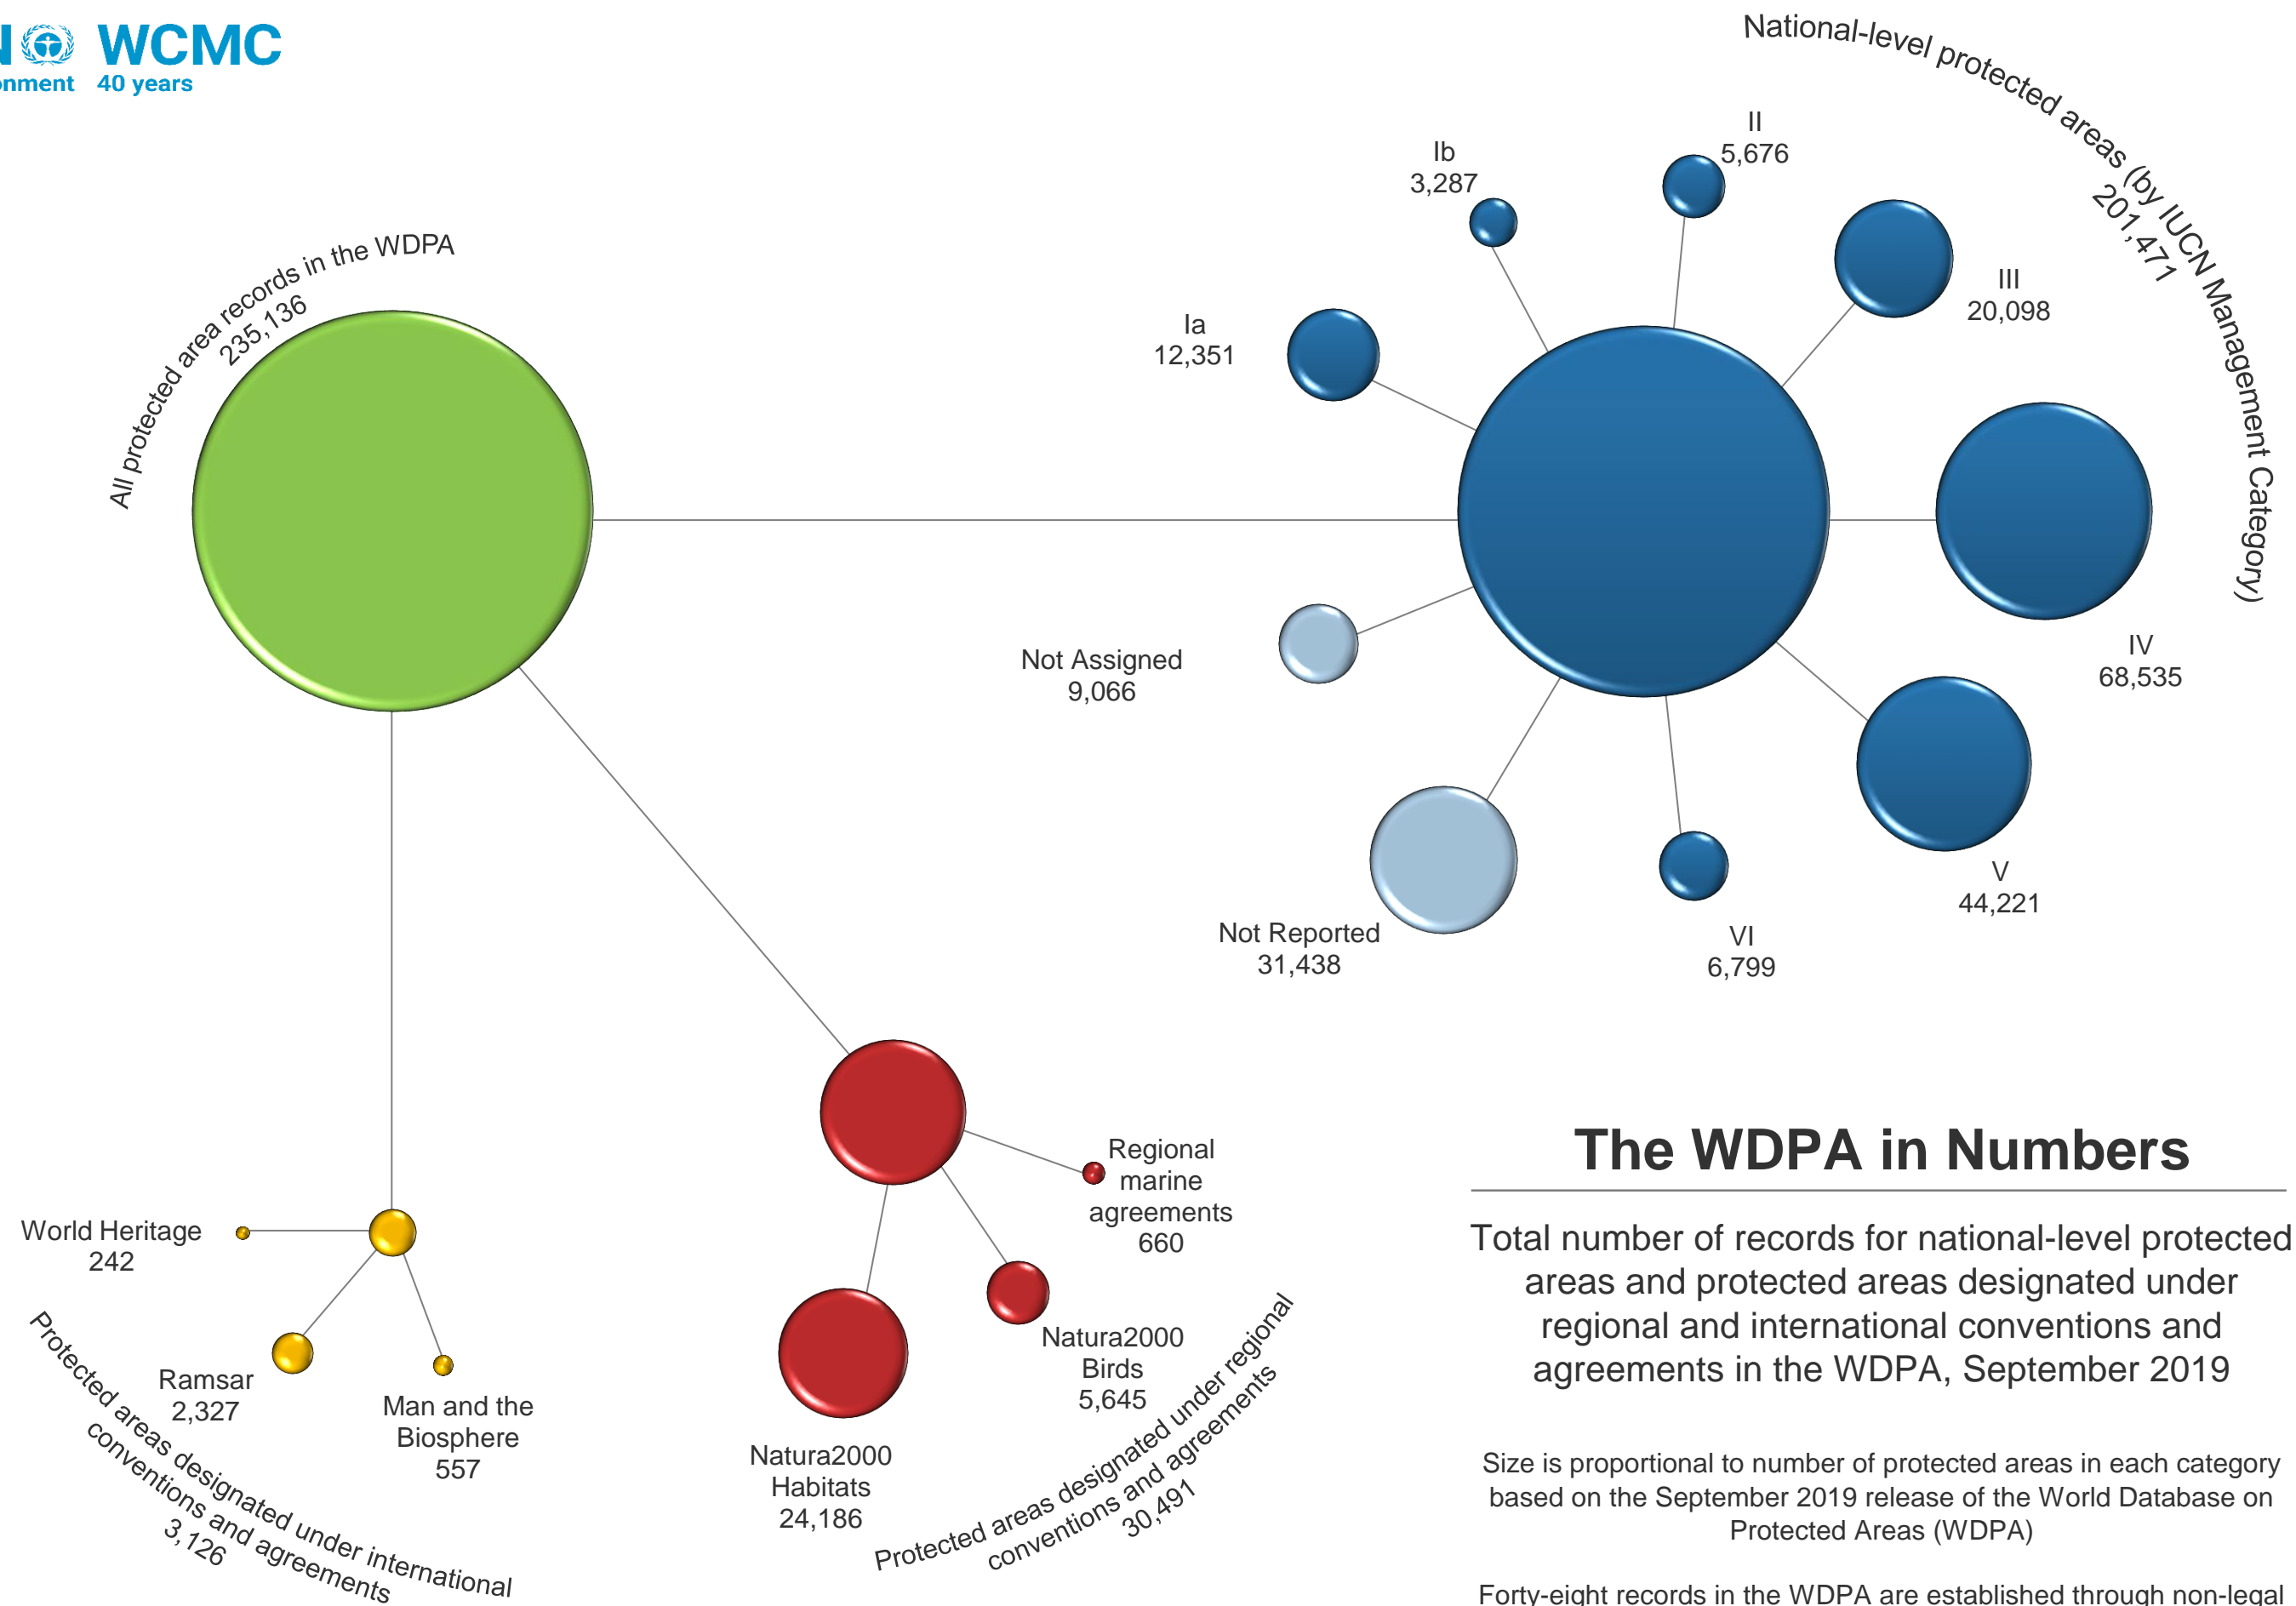 WCMC
40 years
National-level protected areas (by IUCN Management Category)
201,471
II
5,676
Ib
3,287
III
20,098
All protected area records in the WDPA
235,136
Ia
12,351
IV
68,535
Not Assigned
9,066
V
44,221
Not Reported
31,438
VI
6,799
Regional
marine
agreements
660
Natura2000
Birds
5,645
Natura2000
Habitats
24,186
Protected areas designated under regional
conventions and agreements
30,491
World Heritage
242
Ramsar
2,327
Man and the
Biosphere
557
Protected areas designated under international
conventions and agreements
3,126
The WDPA in Numbers
Total number of records for national-level protected
areas and protected areas designated under
regional and international conventions and
agreements in the WDPA, September 2019
Size is proportional to number of protected areas in each category
based on the September 2019 release of the World Database on
Protected Areas (WDPA)
Forty-eight records in the WDPA are established through non-legal